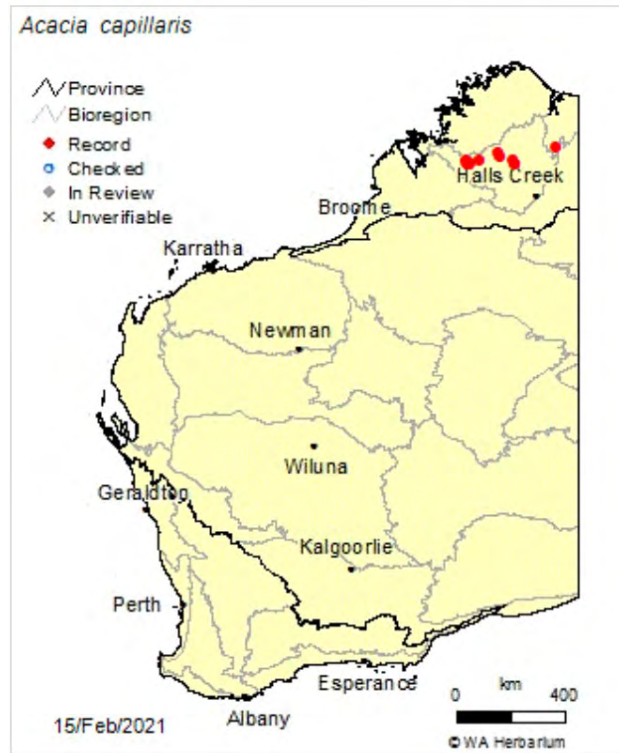 Acacia capillaris
Province
Bioregion
Record
Checked
In Review
Unverifiable
Halls Creek
Broome
Karratha
Newman
Wiluna
Geraldton
Kalgoorlie
Perth
Esperance
Albany
km
0 400
15/Feb/2021
© WA Herbarium